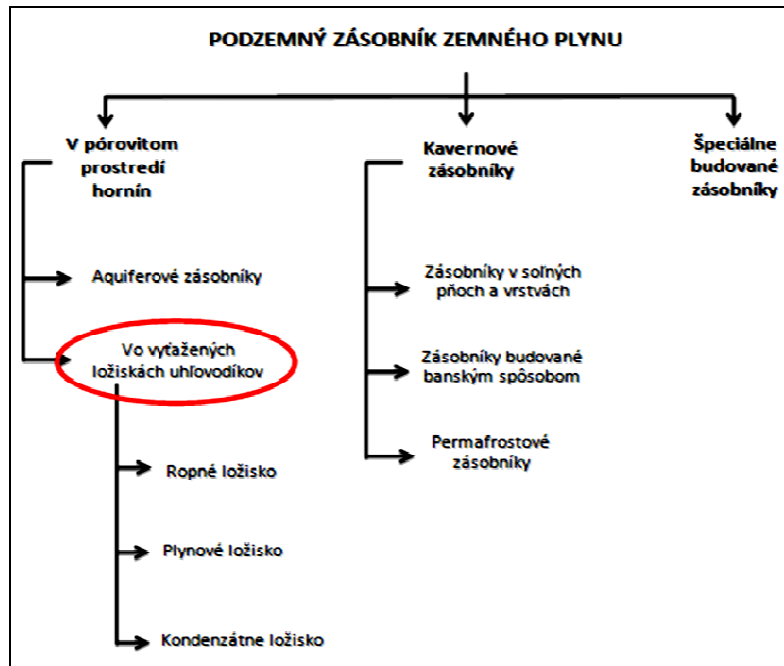 PODZEMNÝ ZÁSOBNÍK ZEMNÉHO PLYNU
V pórovitom
prostredí
hornín
Aquiferové zásobníky
Vo vyťažených
ložiskách uhľovodíkov
Ropné ložisko
Plynové ložisko
Kondenzátne ložisko
Kavernové
zásobníky
Zásobníky v soľných
pňoch a vrstvách
Zásobníky budované
banským spôsobom
Permafrostové
zásobníky
Špeciálne
budované
zásobníky